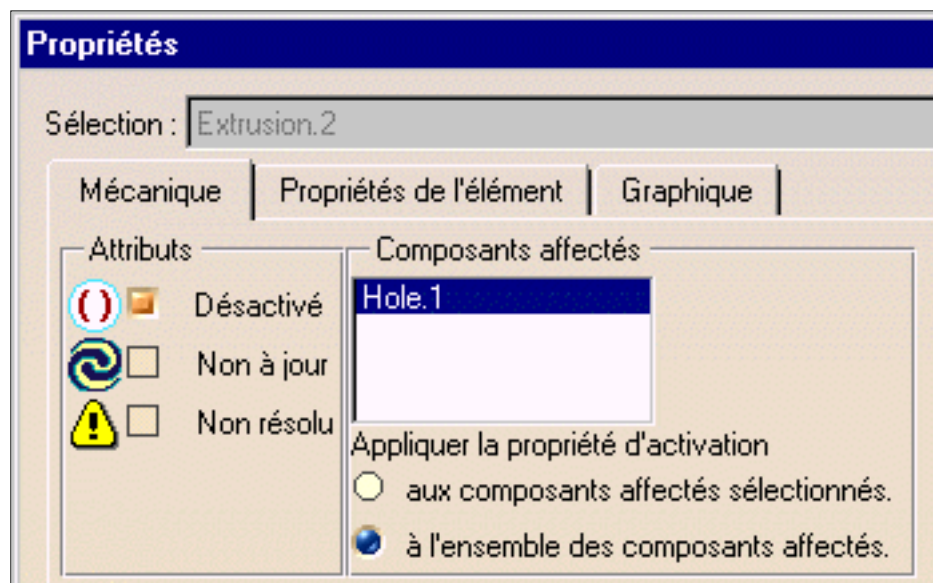 Propriétés
Sélection : Extrusion.2
Mécanique Propriétés de l'élément Graphique
Attributs
Désactivé
Non à jour
Non résolu
Composants affectés
Hole.1
Appliquer la propriété d'activation
aux composants affectés sélectionnés.
à l'ensemble des composants affectés.